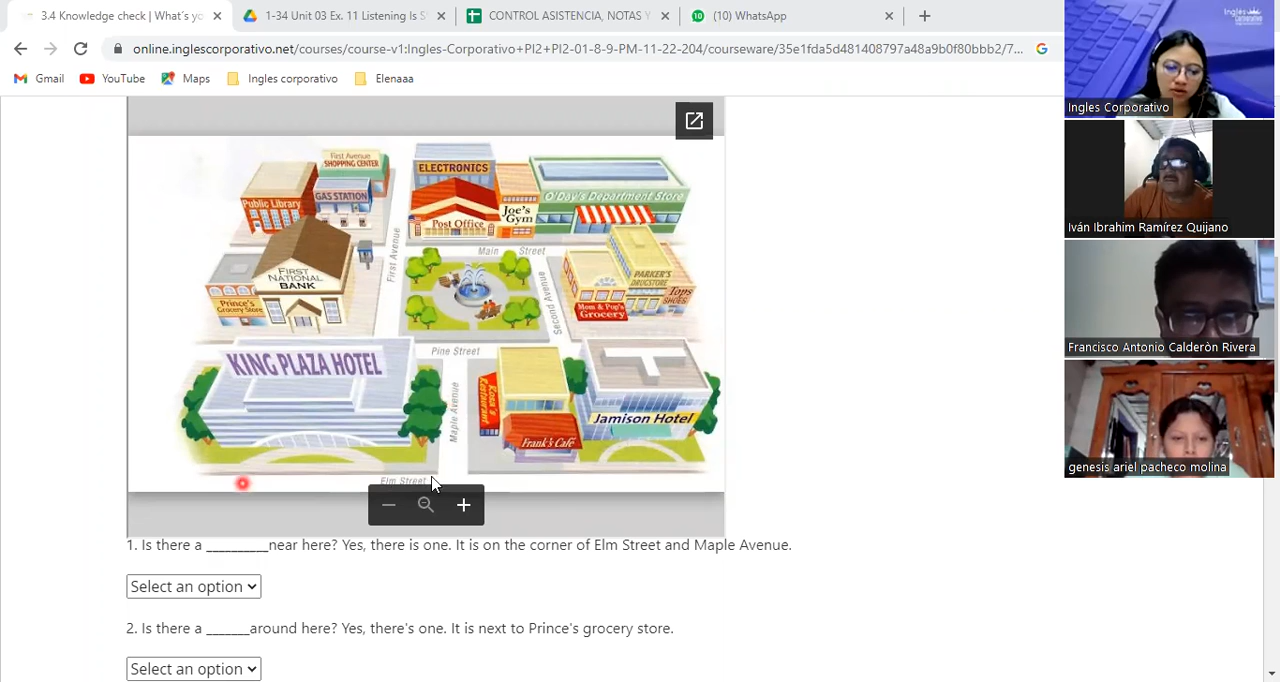 3.4 Knowledge check | What's yo
1-34 Unit 03 Ex. 11 Listening Is S
CONTROL ASISTENCIA, NOTAS Y
(10) WhatsApp
online.inglescorporativo.net/courses/course-v1:Ingles-Corporativo+PI2+PI2-01-8-9-PM-11-22-204/courseware/35e1fda5d481408797a48a9b0f80bbb2/7...
Gmail
YouTube
Maps
Ingles corporativo
Elenaaa
First Avenue
SHOPPING CENTER
Public Library
GAS STATION
ELECTRONICS
Post Office
Joe's
Gym
O'Day's Department Store
First Avenue
Main Street
FIRST
NATIONAL
BANK
Prince's
Grocery Store
Second Avenue
PARKER'S
DRUGSTORE
Tops
SHOES
Mom & Pop's
Grocery
KING PLAZA HOTEL
Pine Street
Maple Avenue
Restaurant
Frank's Café
Jamison Hotel
Elm Street
1. Is there a __________near here? Yes, there is one. It is on the corner of Elm Street and Maple Avenue.
Select an option
2. Is there a _______around here? Yes, there's one. It is next to Prince's grocery store.
Select an option
Ingles Corporativo
Iván Ibrahim Ramírez Quijano
Francisco Antonio Calderòn Rivera
genesis ariel pacheco molina